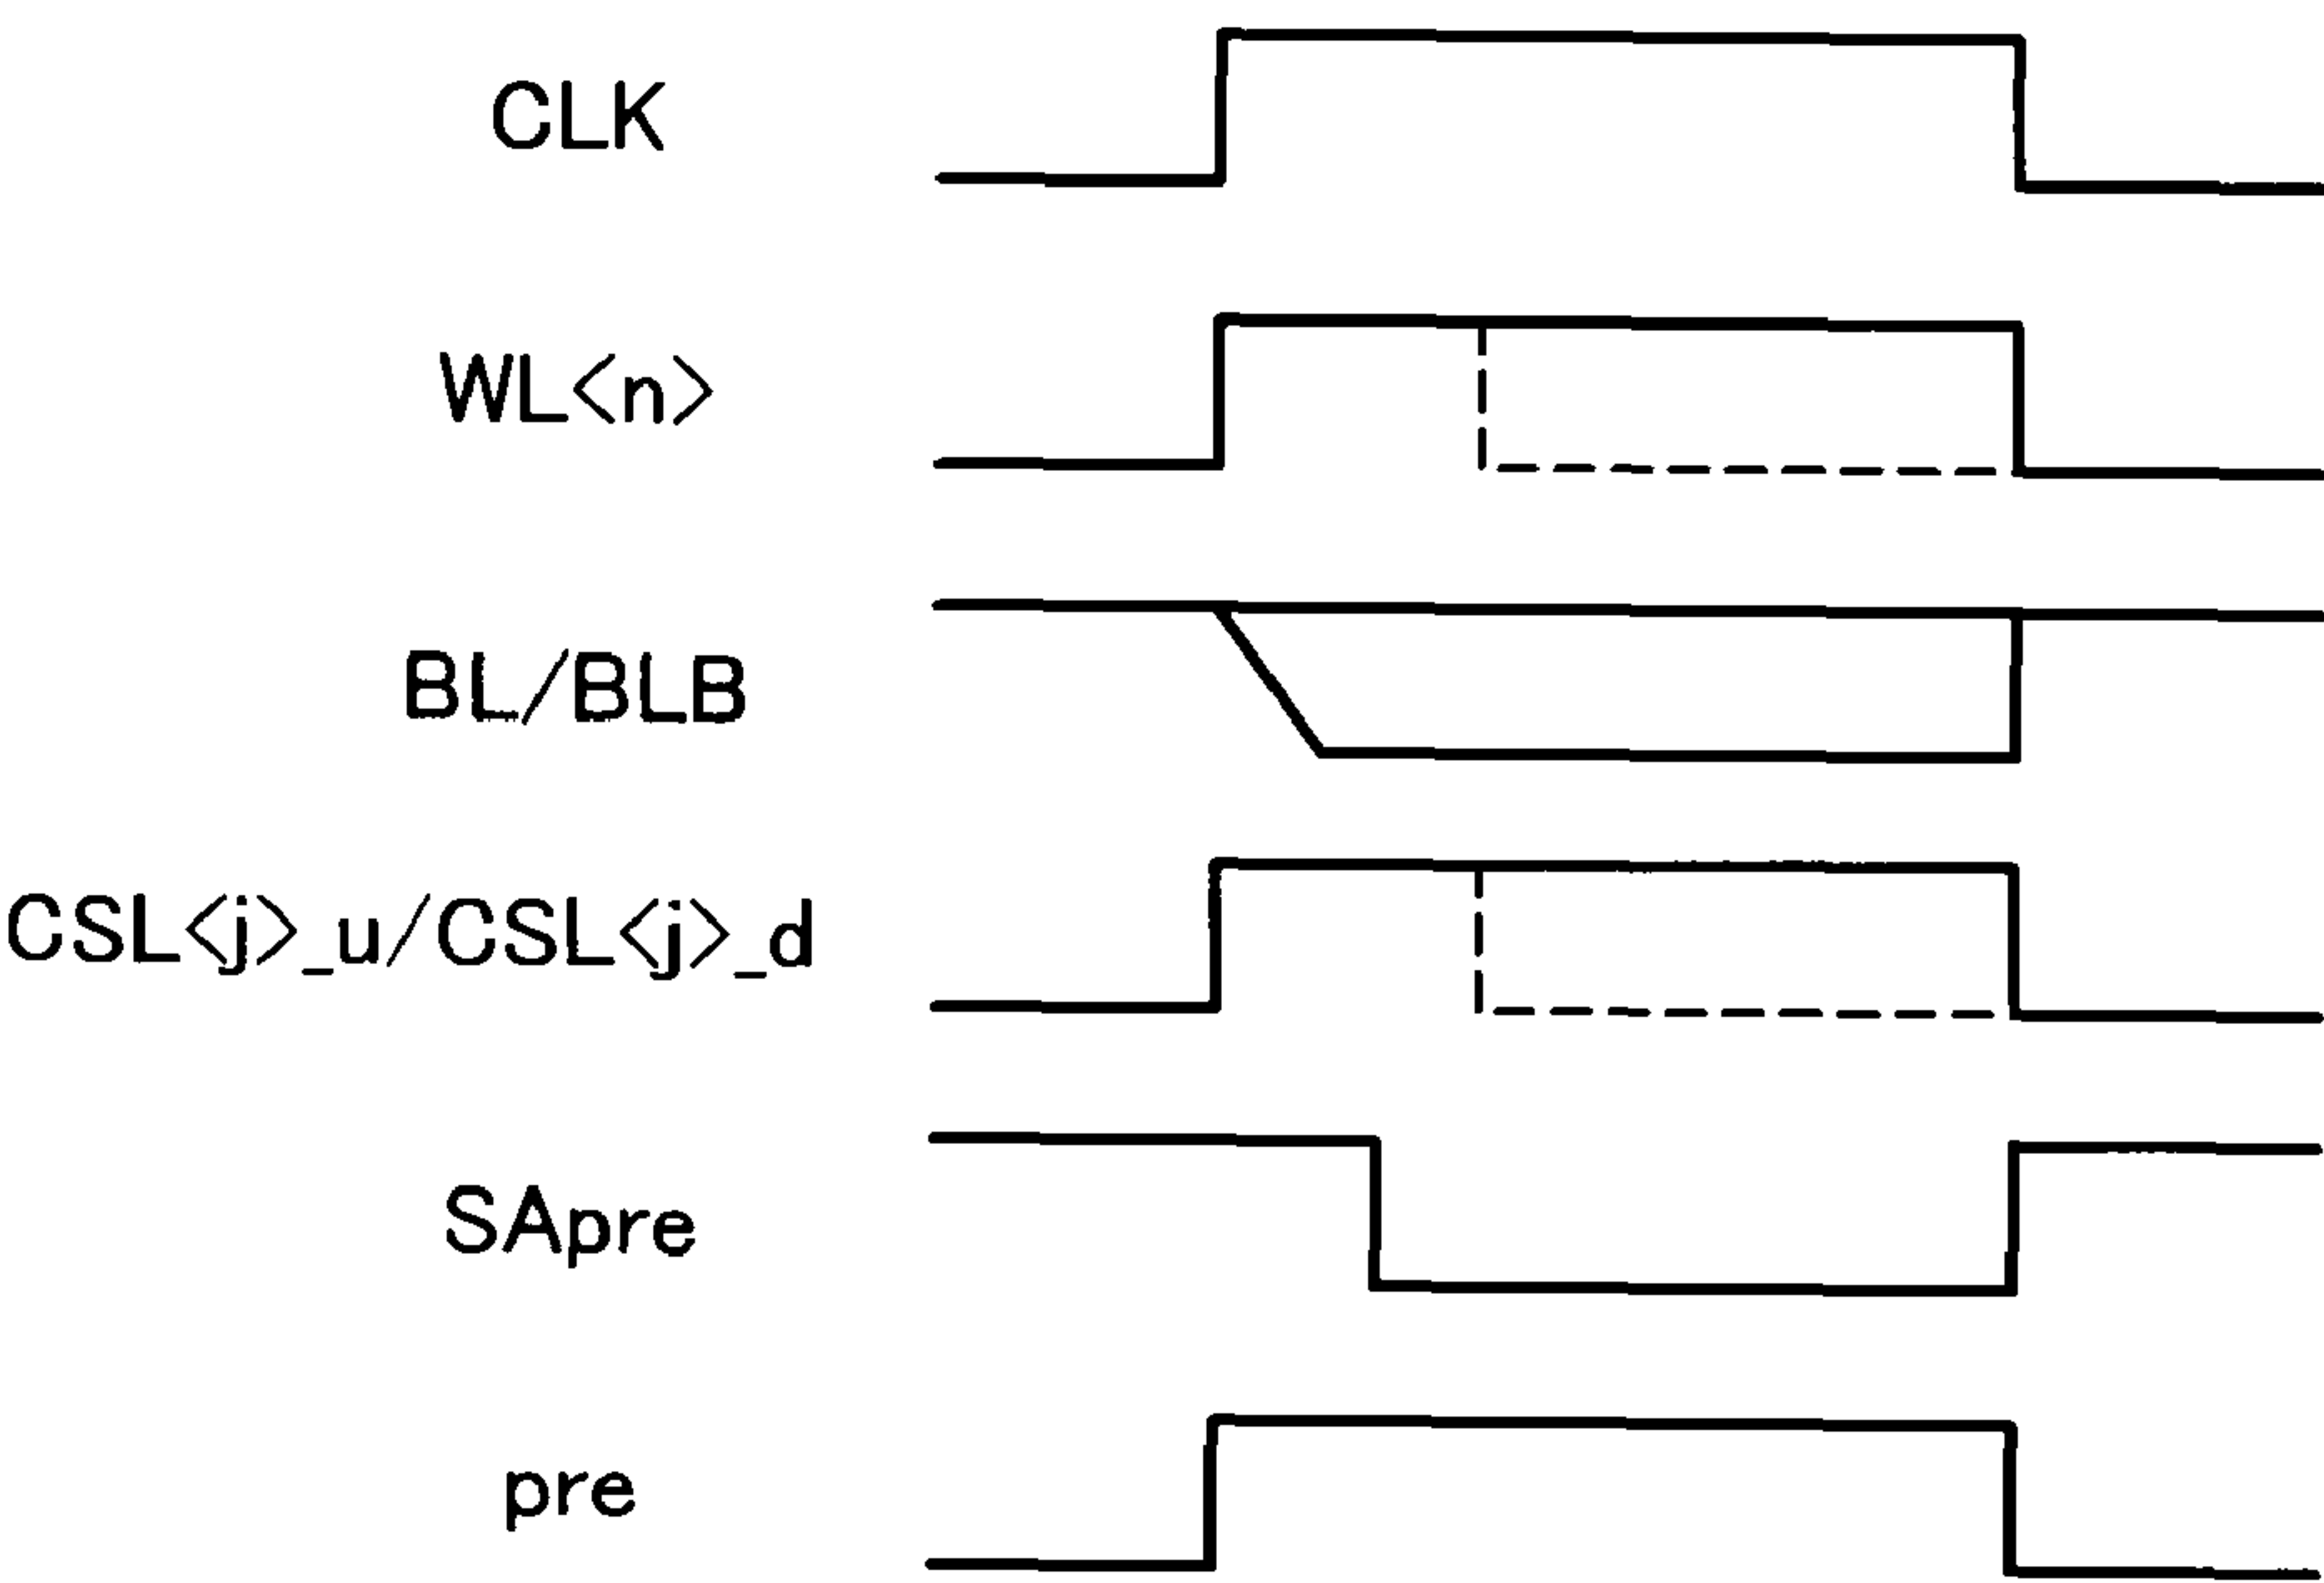 CLK
WL<n>
BL/BLB
CSL<j>_u/CSL<j>_d
SApre
pre